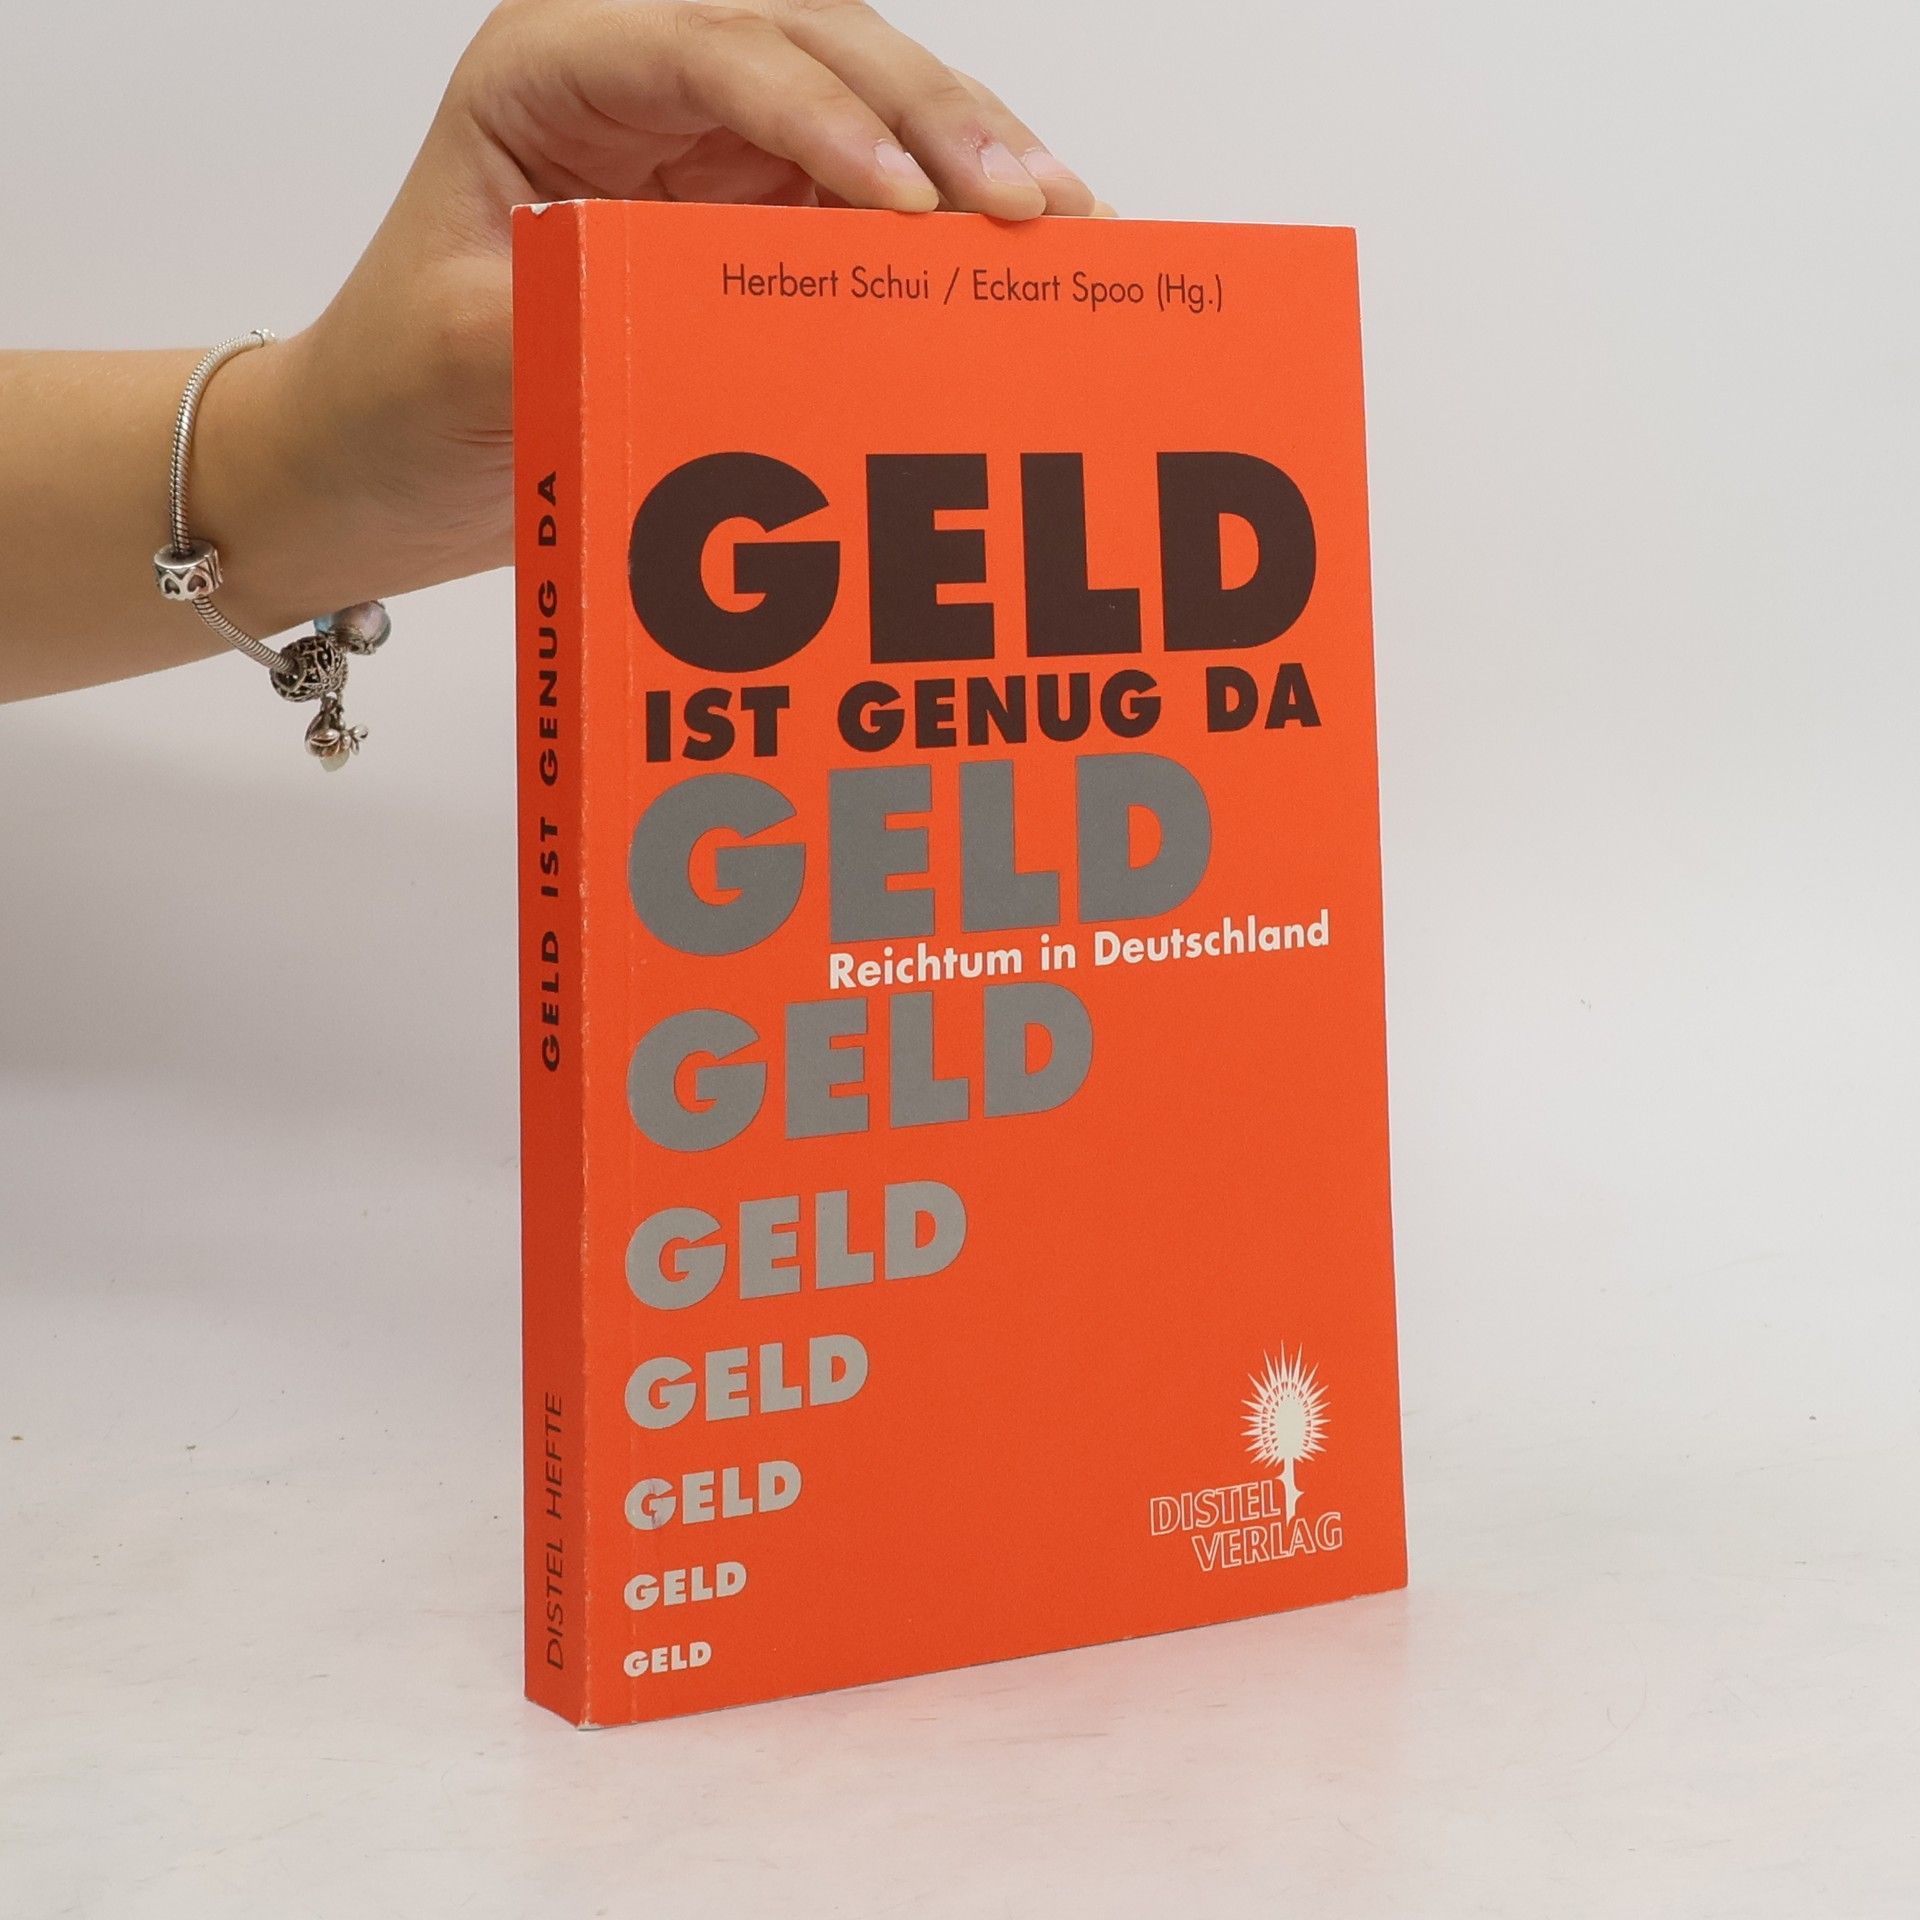 Herbert Schui / Eckart Spoo (Hg.)
GELD
IST GENUG DA
GELD
Reichtum in Deutschland
GELD
GELD
GELD
GELD
GELD
GELD
DISTEL
VERLAG
GELD IST GENUG DA
DISTEL HEFTE